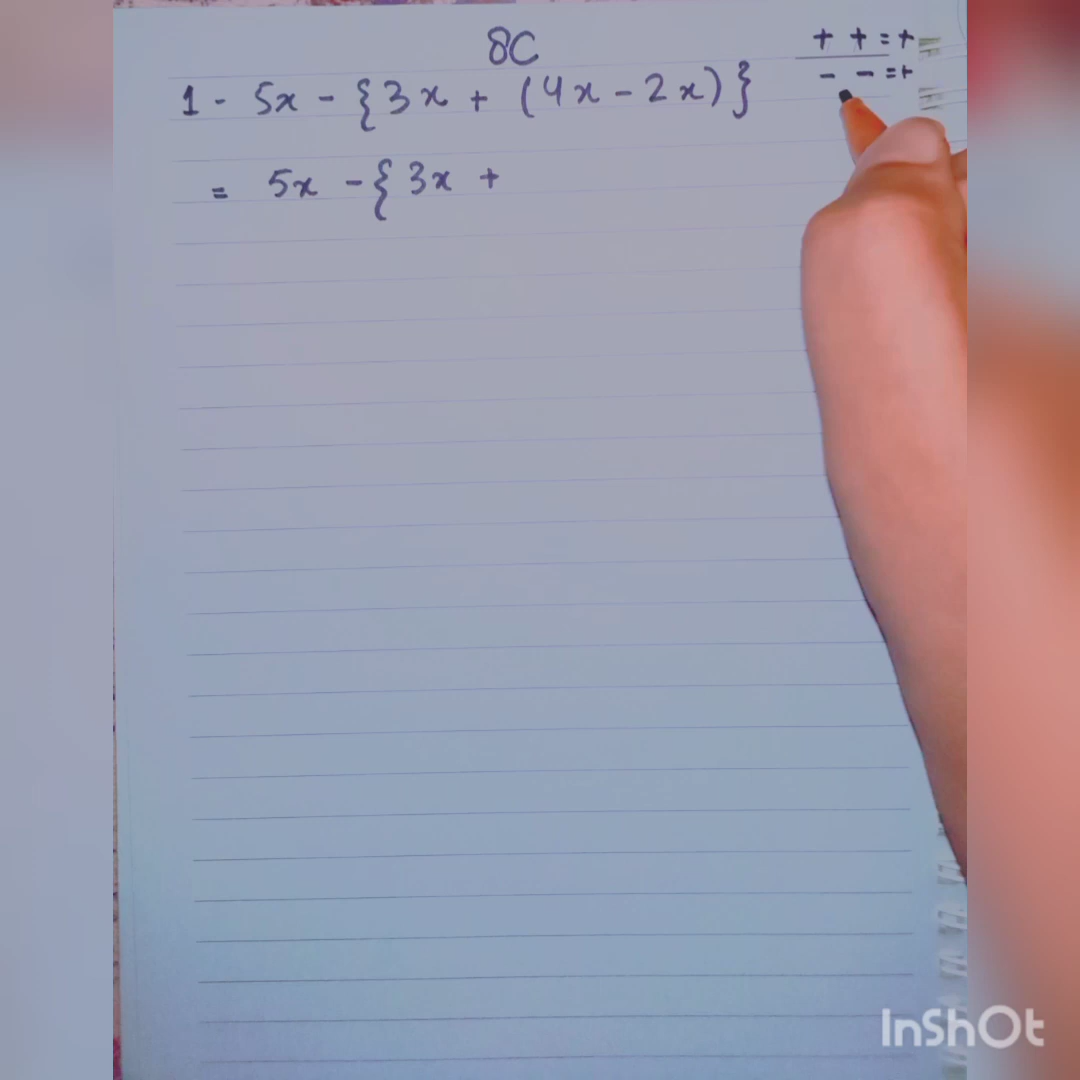 8C
+ + = +
- - = +
1 - 5x - {3x + (4x - 2x)}
= 5x - {3x +
InShOt